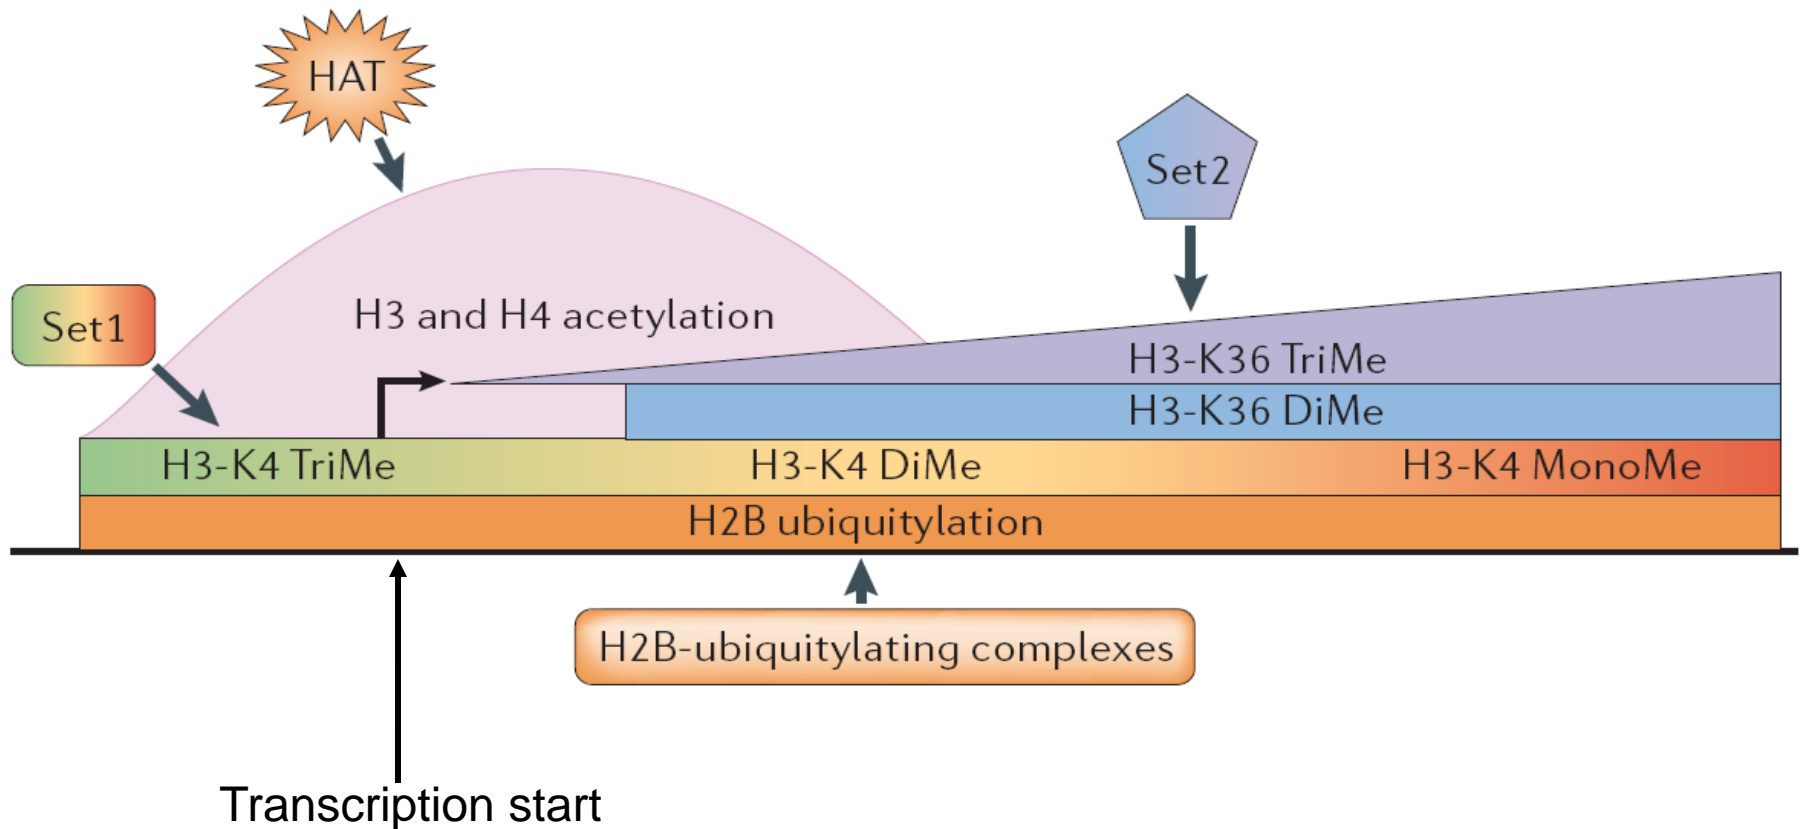 HAT
Set2
H3 and H4 acetylation
Set1
H3-K36 TriMe
H3-K36 DiMe
H3-K4 TriMe
H3-K4 DiMe
H3-K4 MonoMe
H2B ubiquitylation
H2B-ubiquitylating complexes
Transcription start